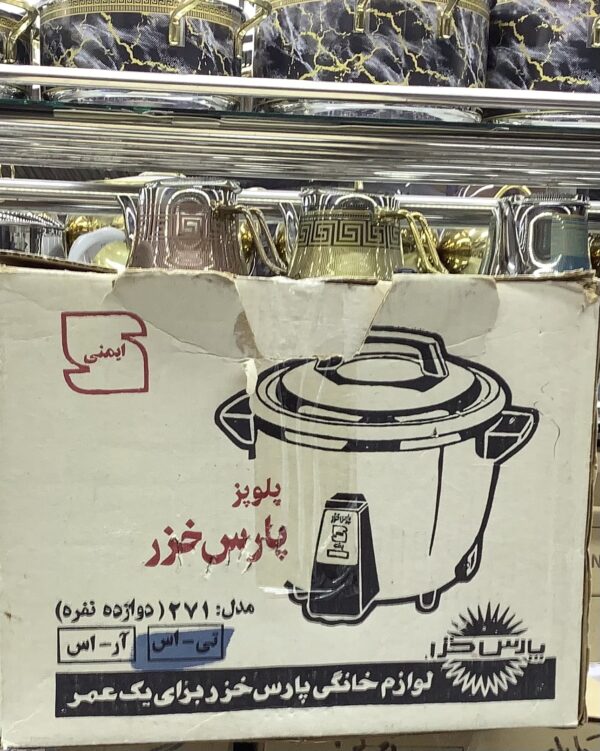 ایمنی
پلوپز
پارس خزر
مدل: ۲۷۱ (دوازده نفره)
تی-اس
آر-اس
پارس خزر
لوازم خانگی پارس خزر برای یک عمر